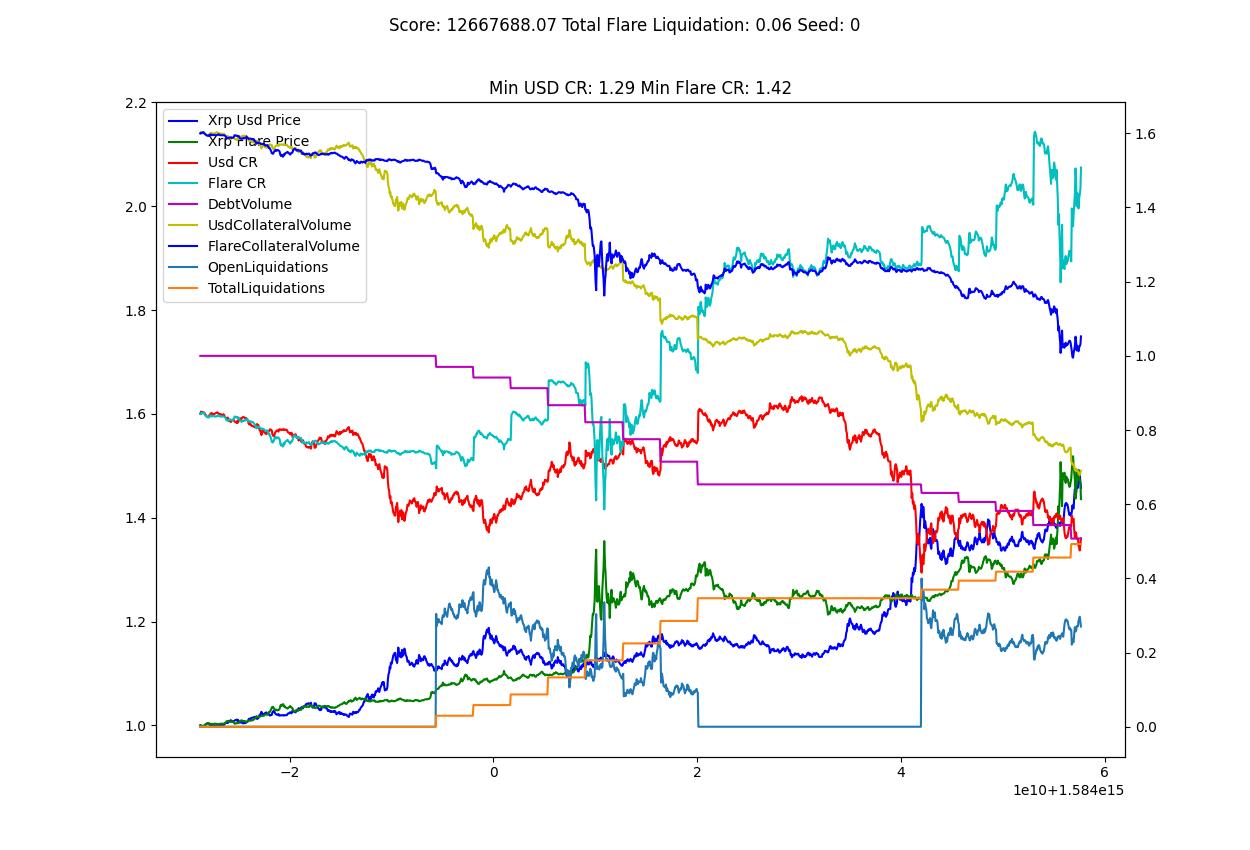 Score: 12667688.07 Total Flare Liquidation: 0.06 Seed: 0
Min USD CR: 1.29 Min Flare CR: 1.42
Xrp Usd Price
Xrp Flare Price
Usd CR
Flare CR
DebtVolume
UsdCollateralVolume
FlareCollateralVolume
OpenLiquidations
TotalLiquidations
2.2
2.0
1.8
1.6
1.4
1.2
1.0
1.6
1.4
1.2
1.0
0.8
0.6
0.4
0.2
0.0
−2 0 2 4 6
1e10+1.584e15